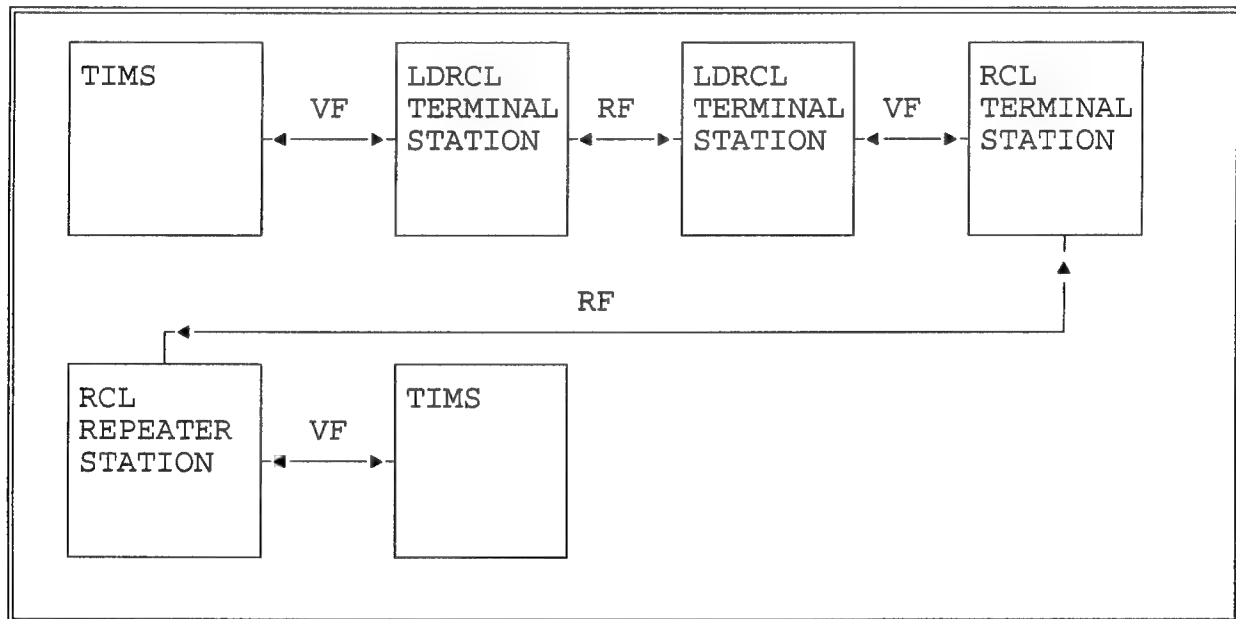 TIMS
VF
LDRCL
TERMINAL
STATION
RF
LDRCL
TERMINAL
STATION
VF
RCL
TERMINAL
STATION
RF
RCL
REPEATER
STATION
VF
TIMS